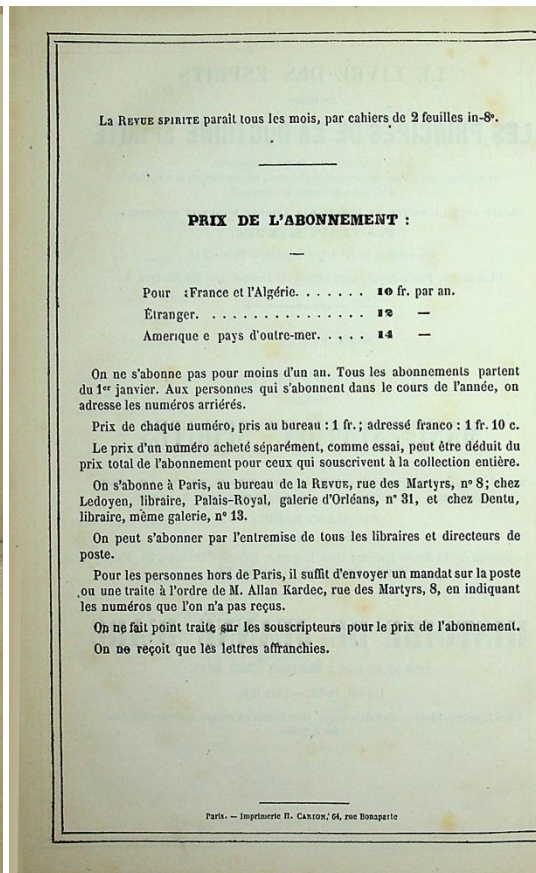 La REVUE SPIRITE paraît tous les mois, par cahiers de 2 feuilles in-8º.
PRIX DE L'ABONNEMENT :
Pour :France et l'Algérie. . . . . . . 10 fr. par an.
Étranger. . . . . . . . . . . . . . . 12 —
Amerique e pays d'outre-mer. . . . . 14 —
On ne s'abonne pas pour moins d'un an. Tous les abonnements partent
du 1er janvier. Aux personnes qui s'abonnent dans le cours de l'année, on
adresse les numéros arriérés.
Prix de chaque numéro, pris au bureau : 1 fr. ; adressé franco : 1 fr. 10 c.
Le prix d'un numéro acheté séparément, comme essai, peut être déduit du
prix total de l'abonnement pour ceux qui souscrivent à la collection entière.
On s'abonne à Paris, au bureau de la REVUE, rue des Martyrs, nº 8; chez
Ledoyen, libraire, Palais-Royal, galerie d'Orléans, nº 31, et chez Dentu,
libraire, même galerie, nº 13.
On peut s'abonner par l'entremise de tous les libraires et directeurs de
poste.
Pour les personnes hors de Paris, il suffit d'envoyer un mandat sur la poste
ou une traite à l'ordre de M. Allan Kardec, rue des Martyrs, 8, en indiquant
les numéros que l'on n'a pas reçus.
On ne fait point traite sur les souscripteurs pour le prix de l'abonnement.
On ne reçoit que les lettres affranchies.
Paris. — Imprimerie H. CARION, 64, rue Bonaparte